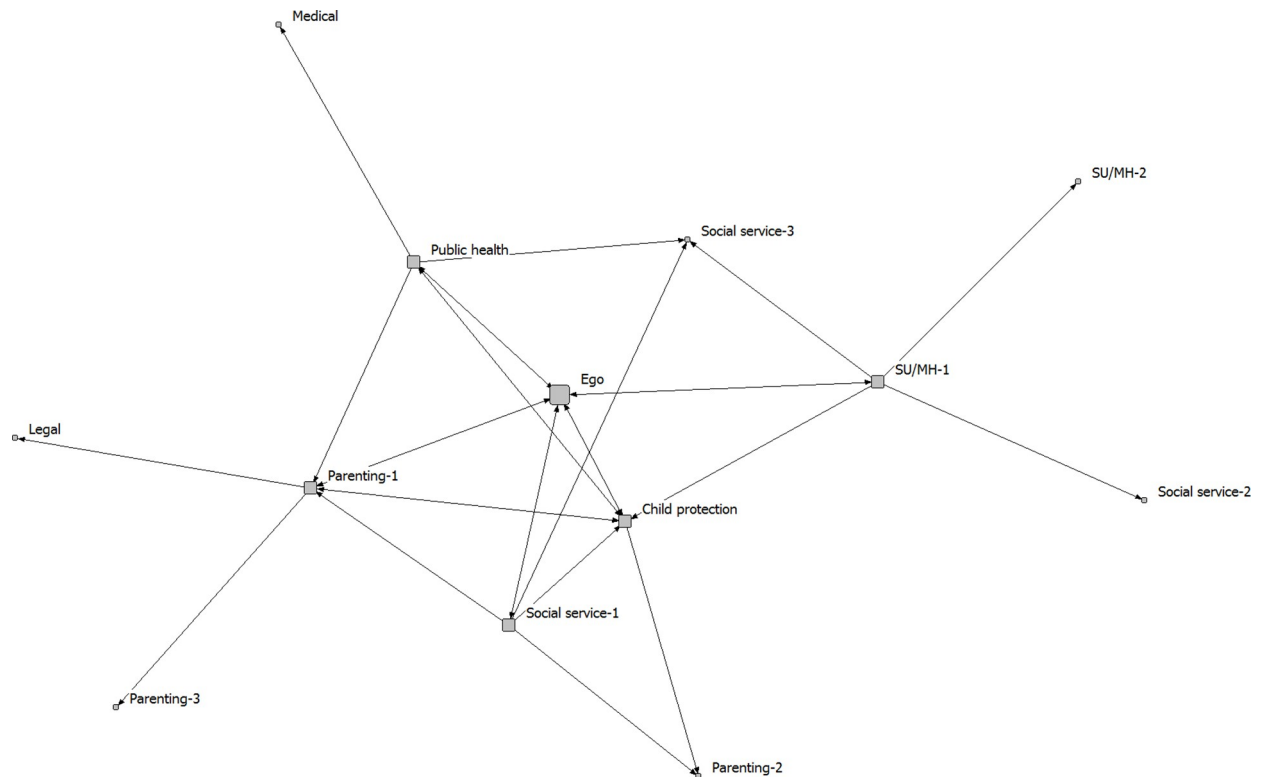 Medical
SU/MH-2
Social service-3
Public health
SU/MH-1
Ego
Legal
Parenting-1
Social service-2
Child protection
Social service-1
Parenting-3
Parenting-2